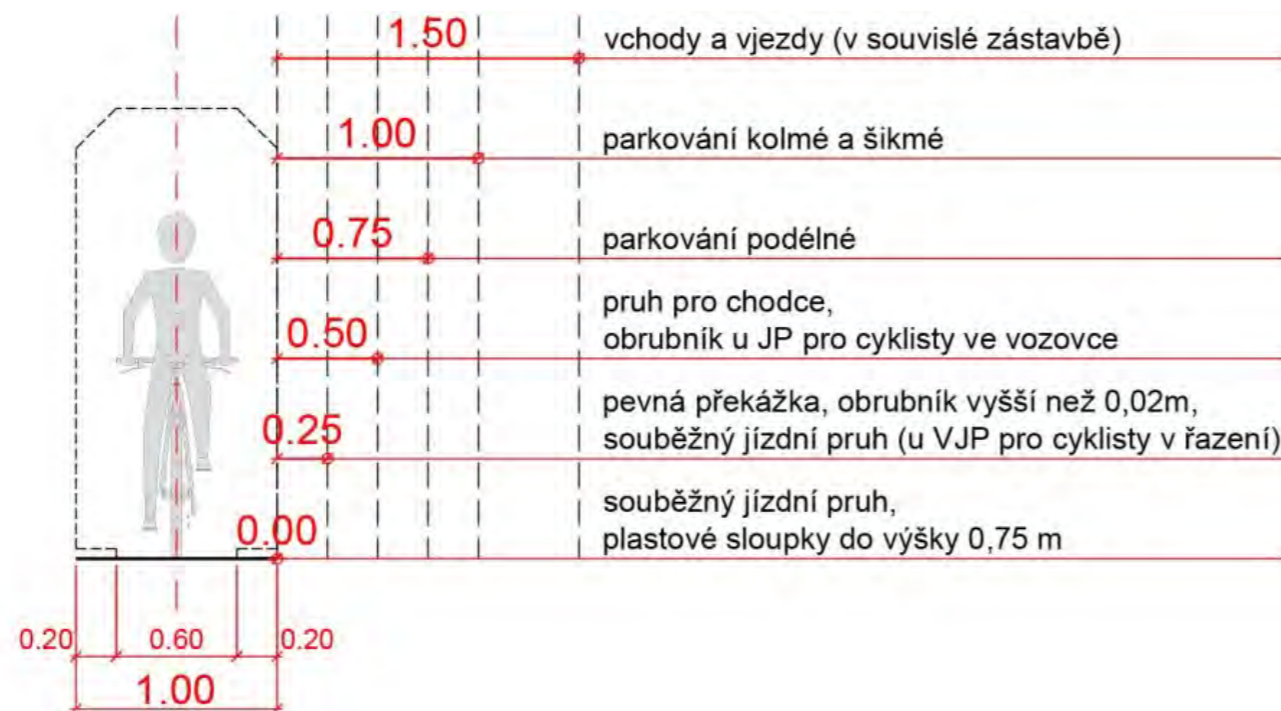 1.50 vchody a vjezdy (v souvislé zástavbě)
1.00 parkování kolmé a šikmé
0.75 parkování podélné
pruh pro chodce,
0.50 obrubník u JP pro cyklisty ve vozovce
pevná překážka, obrubník vyšší než 0,02m,
0.25 souběžný jízdní pruh (u VJP pro cyklisty v řazení)
souběžný jízdní pruh,
0.00 plastové sloupky do výšky 0,75 m
0.20 0.60 0.20
1.00